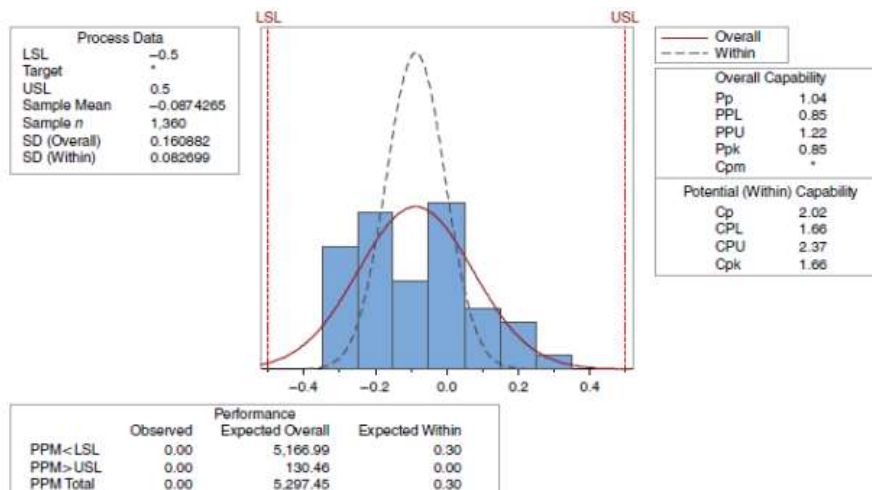 LSL USL
Process Data
LSL −0.5
Target *
USL 0.5
Sample Mean −0.0874265
Sample n 1,360
SD (Overall) 0.160882
SD (Within) 0.082699
Overall
Within
Overall Capability
Pp 1.04
PPL 0.85
PPU 1.22
Ppk 0.85
Cpm *
Potential (Within) Capability
Cp 2.02
CPL 1.66
CPU 2.37
Cpk 1.66
−0.4 −0.2 0.0 0.2 0.4
Performance
Observed Expected Overall Expected Within
PPM<LSL 0.00 5,166.99 0.30
PPM>USL 0.00 130.46 0.00
PPM Total 0.00 5,297.45 0.30